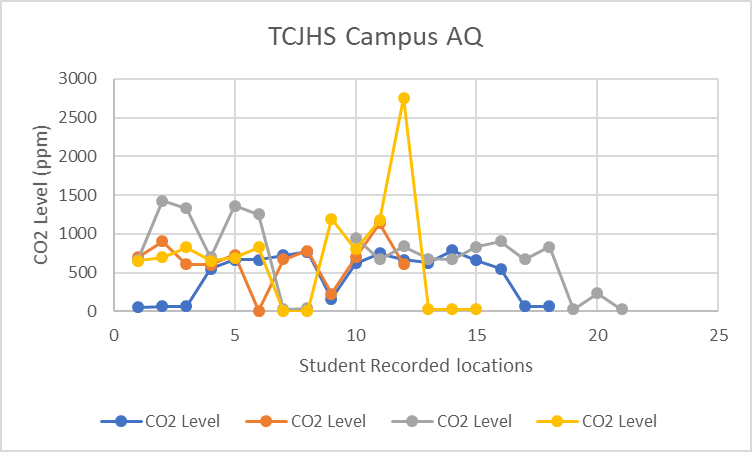 TCJHS Campus AQ
3000
2500
2000
1500
1000
500
0
CO2 Level (ppm)
0 5 10 15 20 25
Student Recorded locations
CO2 Level CO2 Level CO2 Level CO2 Level